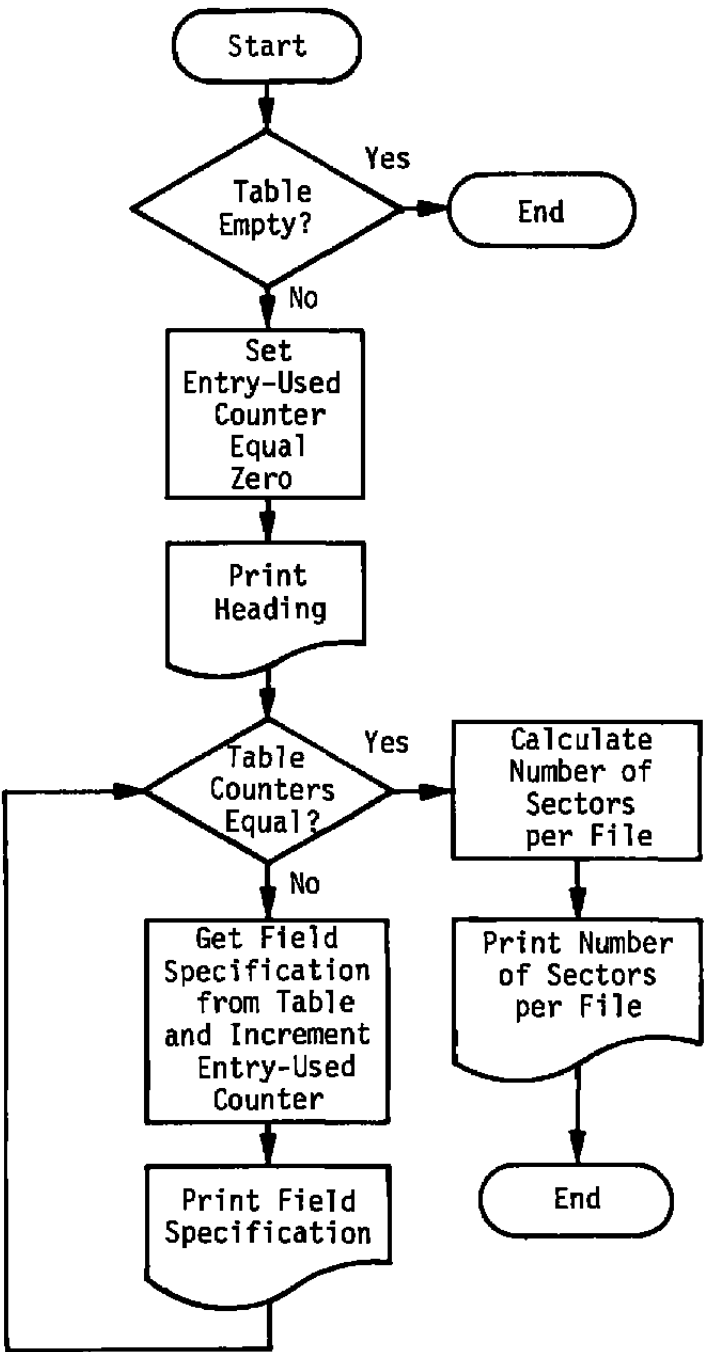 Start
Yes
Table
Empty?
End
No
Set
Entry-Used
Counter
Equal
Zero
Print
Heading
Table
Counters
Equal?
Yes
Calculate
Number of
Sectors
per File
No
Get Field
Specification
from Table
and Increment
Entry-Used
Counter
Print Number
of Sectors
per File
Print Field
Specification
End